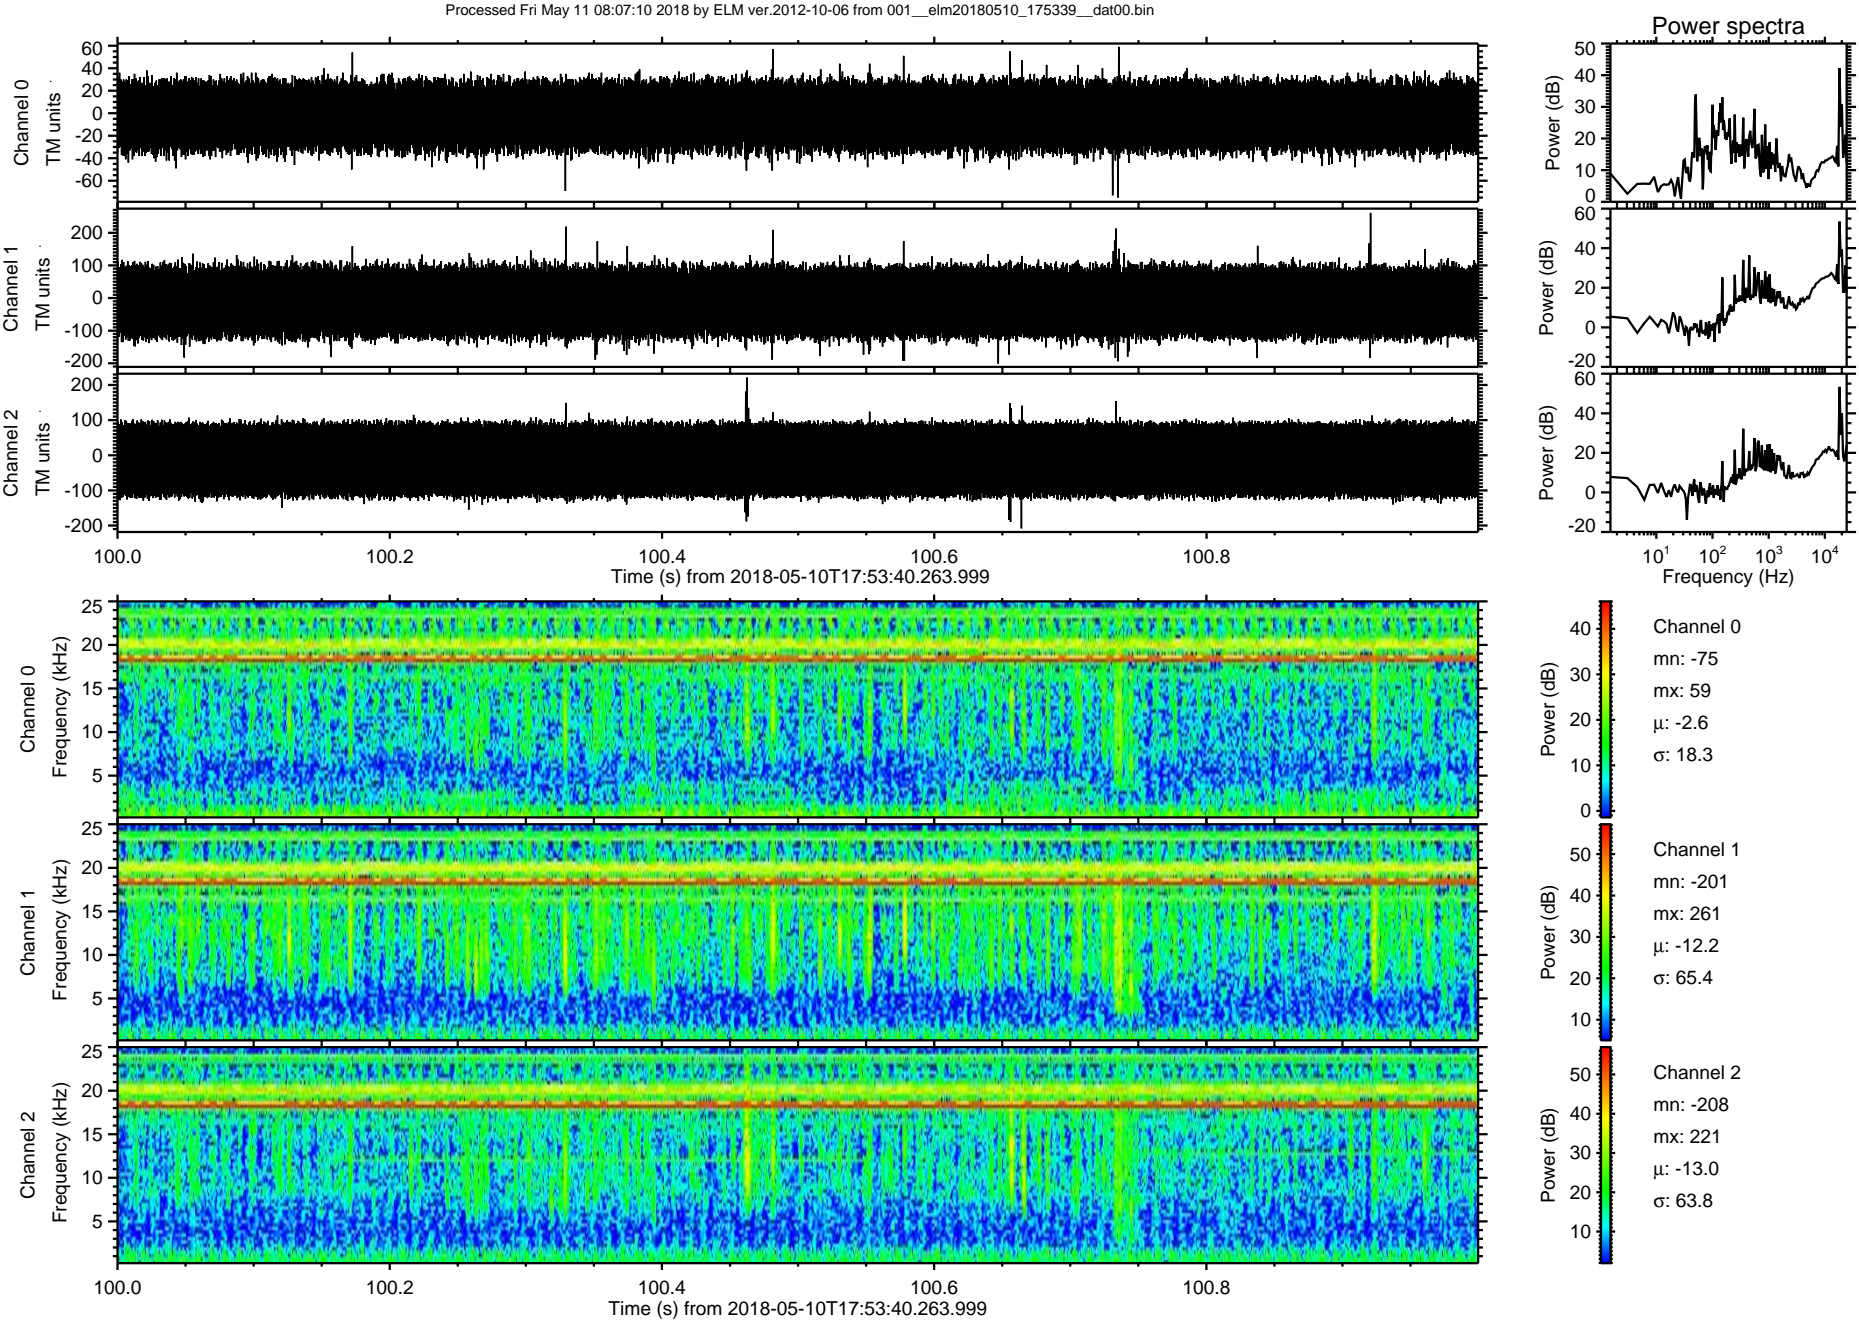 Processed Fri May 11 08:07:10 2018 by ELM ver.2012-10-06 from 001__elm20180510_175339__dat00.bin
Power spectra
Channel 0
TM units
60
40
20
0
-20
-40
-60
Power (dB)
50
40
30
20
10
0
Channel 1
TM units
200
100
0
-100
-200
Power (dB)
60
40
20
0
-20
Channel 2
TM units
200
100
0
-100
-200
Power (dB)
60
40
20
0
-20
100.0 100.2 100.4 100.6 100.8
Time (s) from 2018-05-10T17:53:40.263.999
10¹ 10² 10³ 10⁴
Frequency (Hz)
Channel 0
Frequency (kHz)
25
20
15
10
5
Power (dB)
40
30
20
10
0
Channel 0
mn: -75
mx: 59
μ: -2.6
σ: 18.3
Channel 1
Frequency (kHz)
25
20
15
10
5
Power (dB)
50
40
30
20
10
Channel 1
mn: -201
mx: 261
μ: -12.2
σ: 65.4
Channel 2
Frequency (kHz)
25
20
15
10
5
Power (dB)
50
40
30
20
10
Channel 2
mn: -208
mx: 221
μ: -13.0
σ: 63.8
100.0 100.2 100.4 100.6 100.8
Time (s) from 2018-05-10T17:53:40.263.999